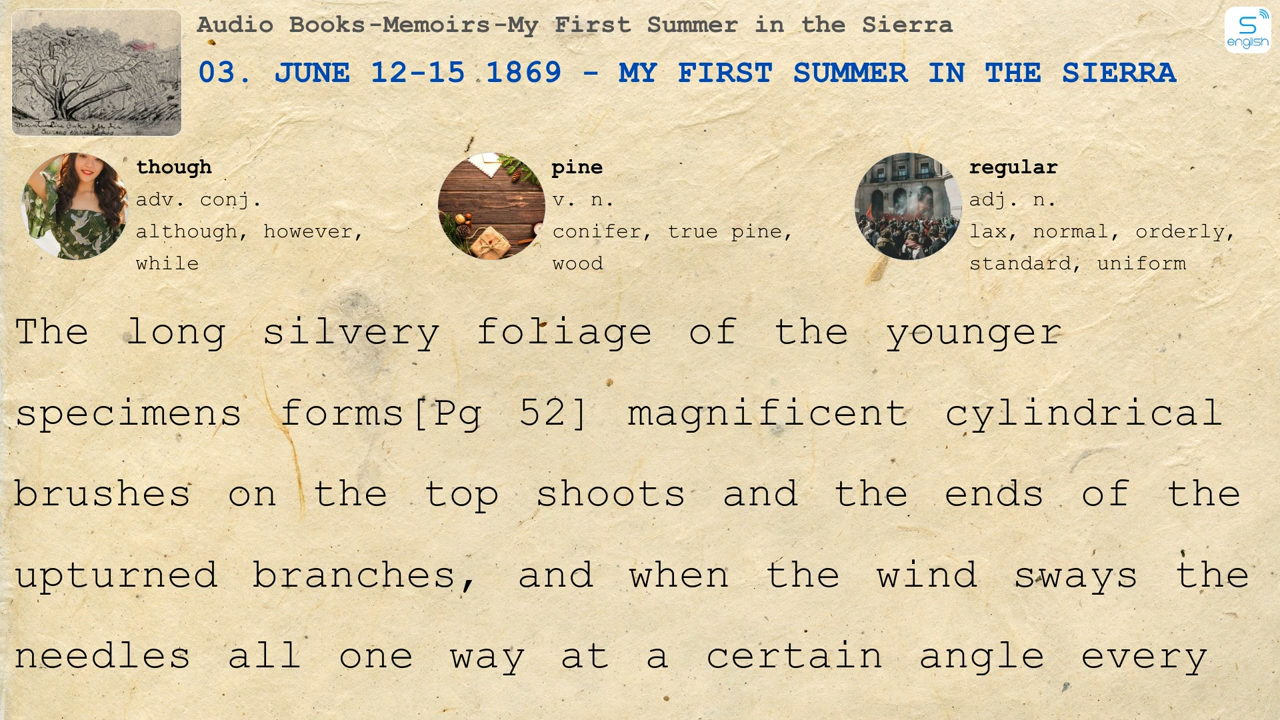 Audio Books-Memoirs-My First Summer in the Sierra
03. JUNE 12-15 1869 - MY FIRST SUMMER IN THE SIERRA
S
english
though
adv. conj.
although, however,
while
pine
v. n.
conifer, true pine,
wood
regular
adj. n.
lax, normal, orderly,
standard, uniform
The long silvery foliage of the younger
specimens forms[Pg 52] magnificent cylindrical
brushes on the top shoots and the ends of the
upturned branches, and when the wind sways the
needles all one way at a certain angle every